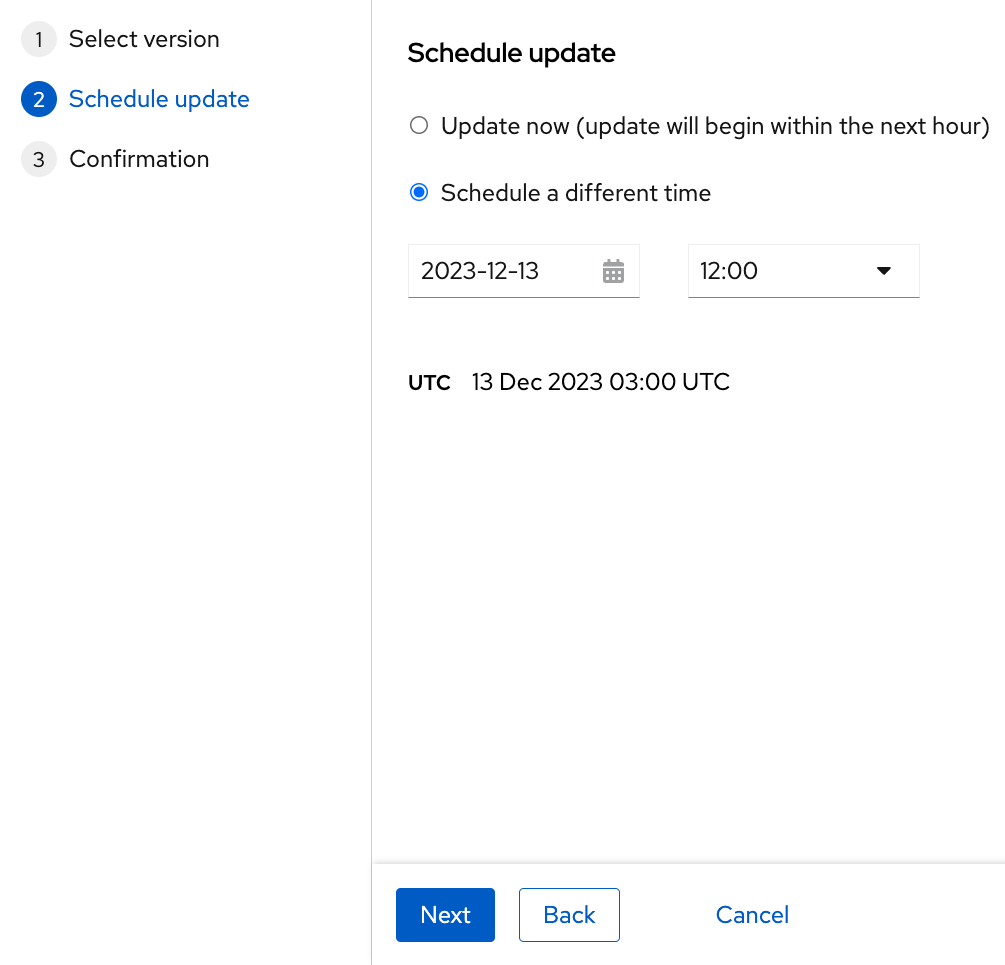 1 Select version
2 Schedule update
3 Confirmation
Schedule update
Update now (update will begin within the next hour)
Schedule a different time
2023-12-13
12:00
UTC 13 Dec 2023 03:00 UTC
Next
Back
Cancel